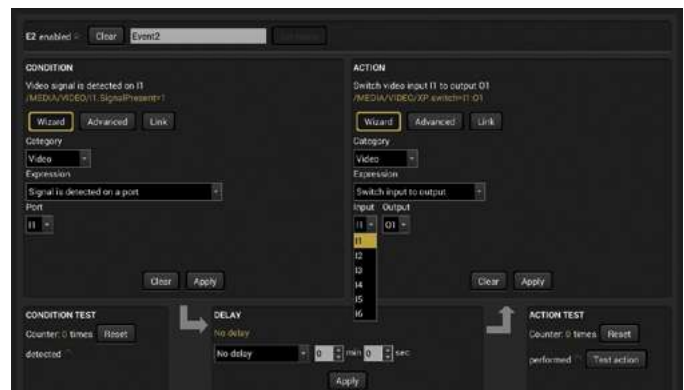 E2 enabled Clear Event2
CONDITION
Video signal is detected on I1
/MEDIA/VIDEO/I1.SignalPresent=1
Wizard Advanced Link
Category
Video
Expression
Signal is detected on a port
Port
I1
Clear Apply
ACTION
Switch video input I1 to output O1
/MEDIA/VIDEO/XP.switch=I1:O1
Wizard Advanced Link
Category
Video
Expression
Switch input to output
Input Output
I1 O1
I1
I2
I3
I4
I5
I6
Clear Apply
CONDITION TEST
Counter: 0 times Reset
detected
DELAY
No delay
No delay 0 min 0 sec
Apply
ACTION TEST
Counter: 0 times Reset
performed Test action